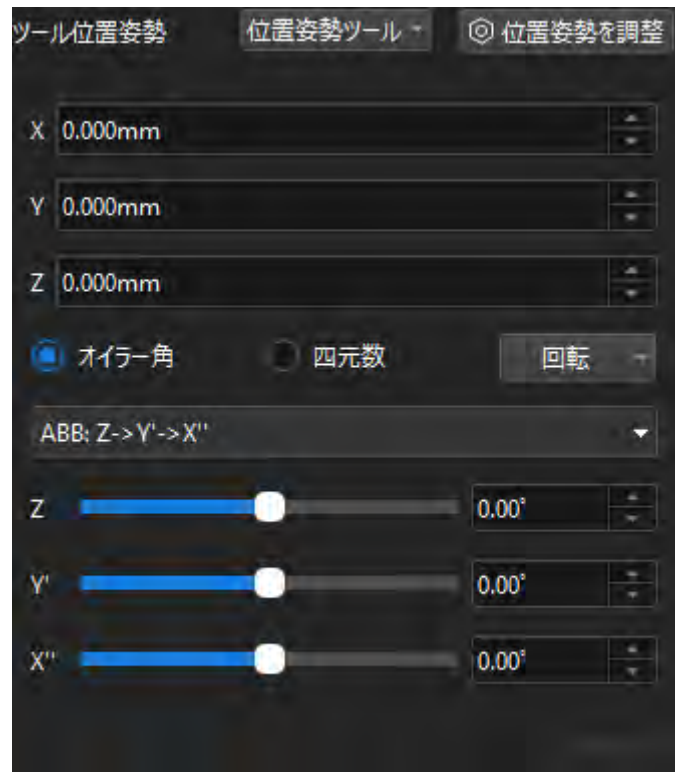 ツール位置姿勢 位置姿勢ツール 位置姿勢を調整
X 0.000mm
Y 0.000mm
Z 0.000mm
オイラー角 四元数 回転
ABB: Z->Y'->X''
Z 0.00°
Y' 0.00°
X'' 0.00°